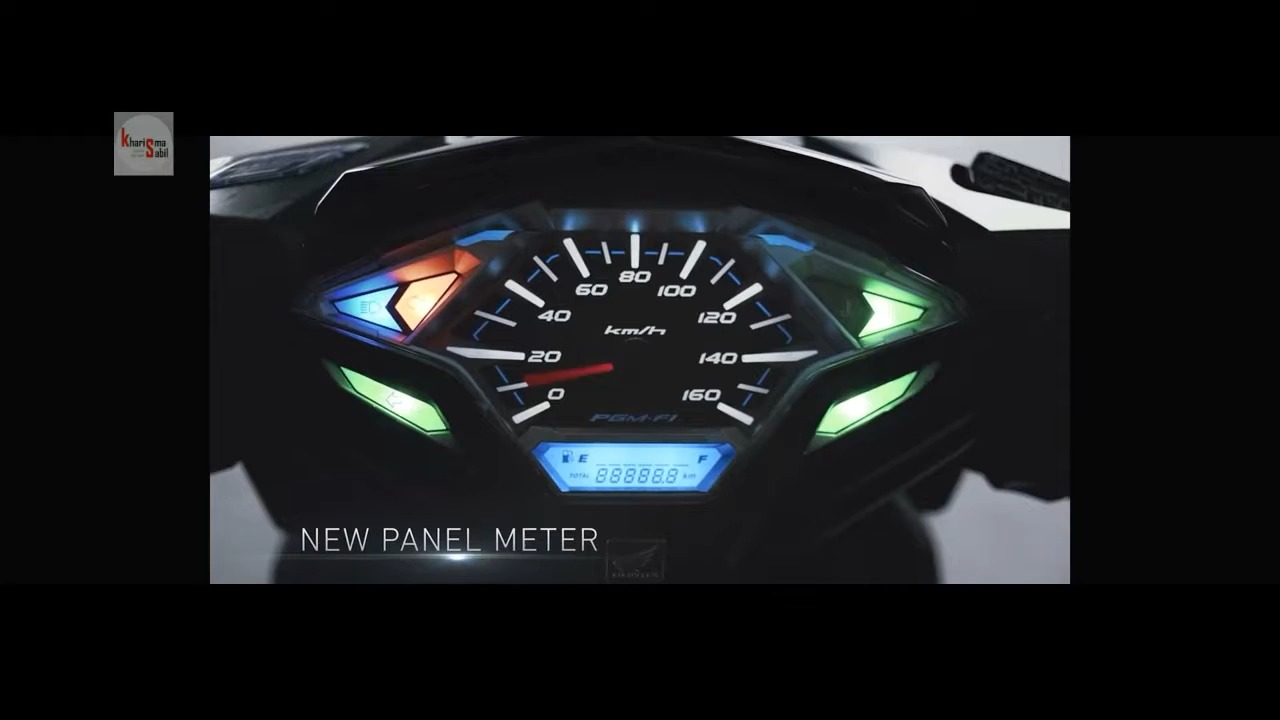 Kharisma
Sabil
80
60
100
40
120
km/h
20
140
0
160
PGM-FI
E
F
TOTAL
88888.8
km
NEW PANEL METER